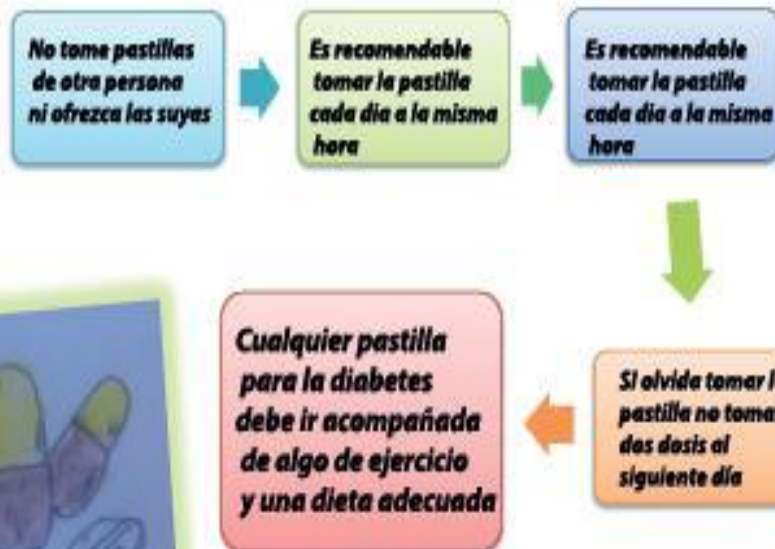 No tome pastillas
de otra persona
ni ofrezca las suyas
Es recomendable
tomar la pastilla
cada dia a la misma
hora
Es recomendable
tomar la pastilla
cada dia a la misma
hora
Si olvida tomar l
pastilla no toma
dos dosis al
siguiente día
Cualquier pastilla
para la diabetes
debe ir acompañada
de algo de ejercicio
y una dieta adecuada